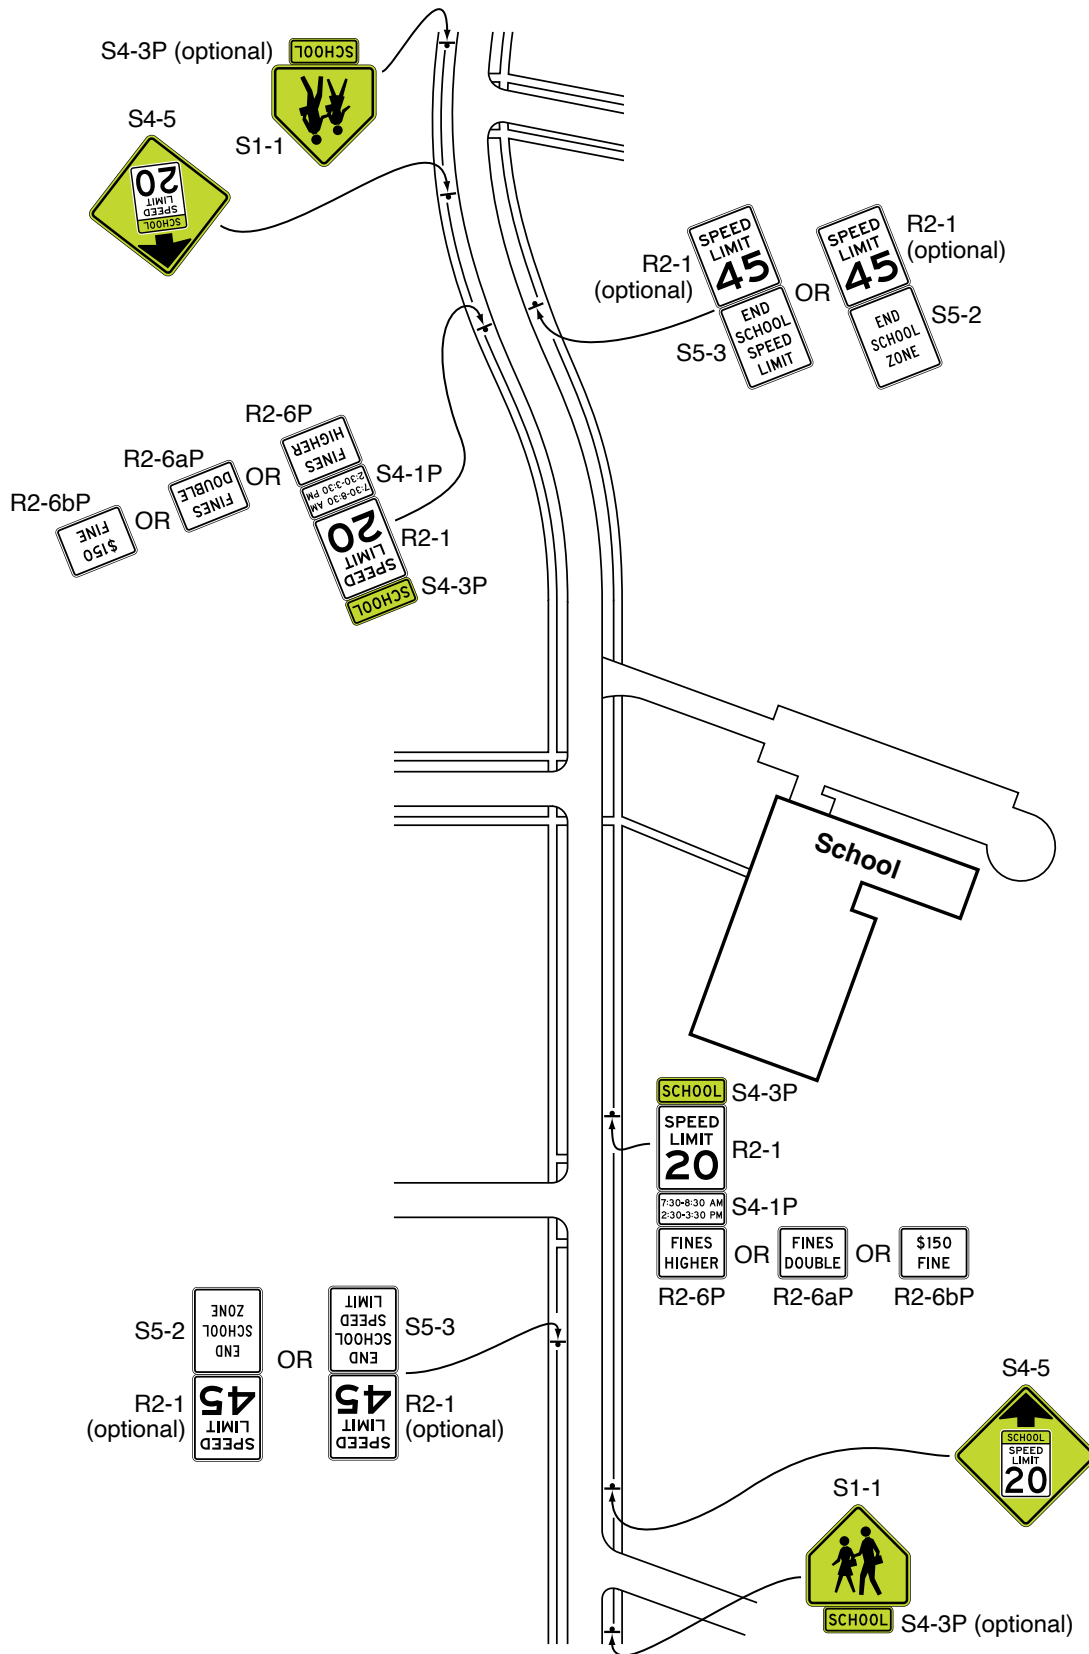 S4-3P (optional)
SCHOOL
S1-1
S4-5
20
LIMIT
SPEED
SCHOOL
R2-1
(optional)
SPEED
LIMIT
45
END
SCHOOL
SPEED
LIMIT
S5-3
OR
SPEED
LIMIT
45
END
SCHOOL
ZONE
R2-1
(optional)
S5-2
R2-6P
FINES
HIGHER
R2-6aP
FINES
DOUBLE
OR
R2-6bP
$150
FINE
OR
7:30-8:30 AM
2:30-3:30 PM
S4-1P
SPEED
LIMIT
20
R2-1
SCHOOL
S4-3P
School
SCHOOL
S4-3P
SPEED
LIMIT
20
R2-1
7:30-8:30 AM
2:30-3:30 PM
S4-1P
FINES
HIGHER
OR
FINES
DOUBLE
OR
$150
FINE
R2-6P
R2-6aP
R2-6bP
END
SCHOOL
ZONE
S5-2
SPEED
LIMIT
45
R2-1
(optional)
OR
END
SCHOOL
SPEED
LIMIT
S5-3
SPEED
LIMIT
45
R2-1
(optional)
S4-5
SCHOOL
SPEED
LIMIT
20
S1-1
SCHOOL
S4-3P (optional)